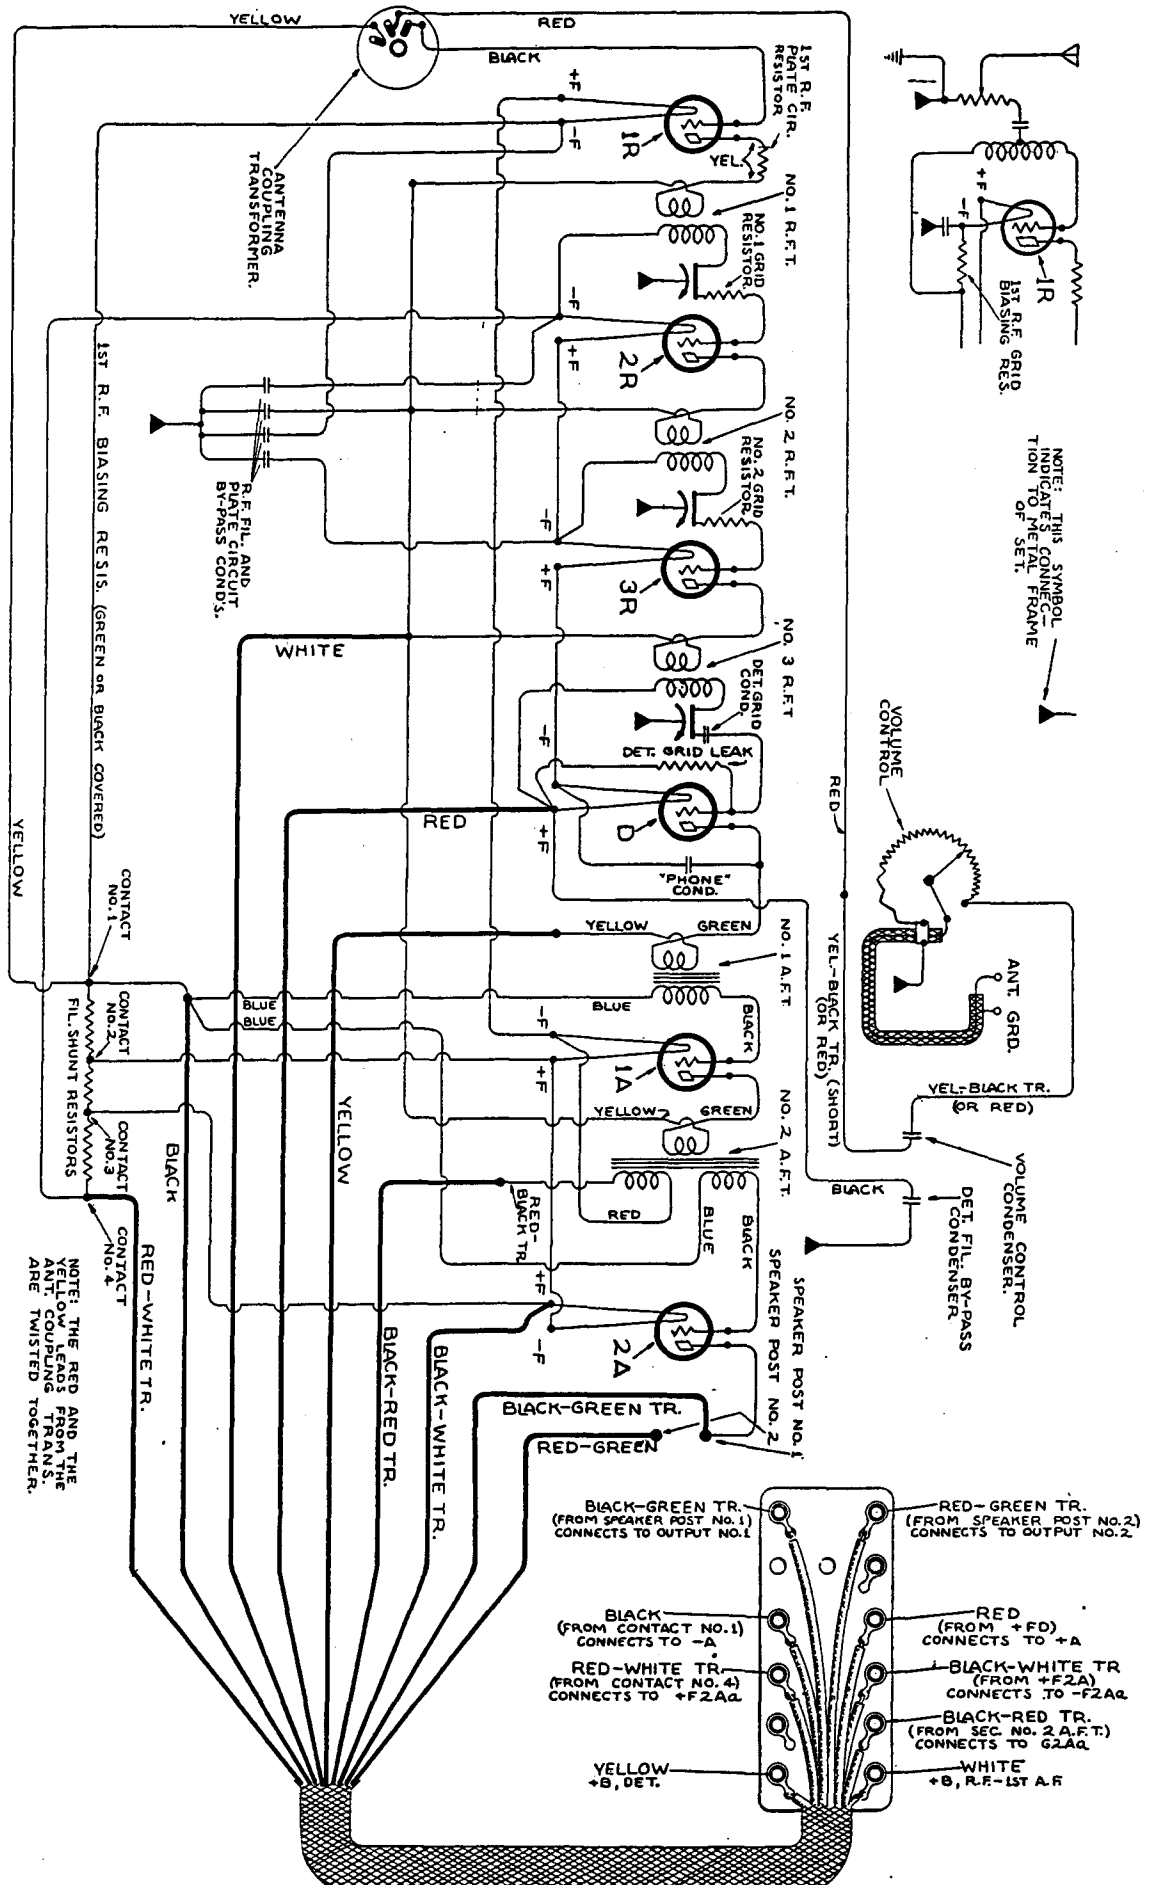 YELLOW
RED
BLACK
1ST R.F.
PLATE CIR.
RESISTOR
YEL.
+F
-F
1R
ANTENNA
COUPLING
TRANSFORMER.
NO. 1 R.F.T.
NO. 1 GRID
RESISTOR.
-F
+F
2R
+F
-F
1R
1ST R.F. GRID
BIASING RES.
NOTE: THIS SYMBOL
INDICATES CONNEC-
TION TO METAL FRAME
OF SET.
1ST R.F. BIASING RESIS. (GREEN OR BLACK COVERED)
R.F. FIL. AND
PLATE CIRCUIT
BY-PASS COND'S.
NO. 2 R.F.T.
NO. 2 GRID
RESISTOR
-F
+F
3R
WHITE
NO. 3 R.F.T
DET. GRID
COND.
DET. GRID LEAK
-F
+F
D
RED
"PHONE"
COND.
VOLUME
CONTROL
RED
YEL-BLACK TR. (SHORT)
(OR RED)
ANT. GRD.
YEL-BLACK TR.
(OR RED)
VOLUME CONTROL
CONDENSER.
DET. FIL. BY-PASS
CONDENSER
BLACK
YELLOW
GREEN
NO. 1 A.F.T
BLUE
BLUE
BLACK
-F
+F
1A
YELLOW
GREEN
NO. 2 A.F.T.
RED
BLUE
BLACK
RED-
BLACK TR.
+F
-F
2A
SPEAKER POST NO. 1
SPEAKER POST NO. 2
YELLOW
CONTACT
NO. 1
CONTACT
NO. 2
CONTACT
NO. 3
CONTACT
NO. 4
FIL. SHUNT RESISTORS
BLACK
YELLOW
RED-WHITE TR.
BLACK-RED TR.
BLACK-WHITE TR.
BLACK-GREEN TR.
RED-GREEN
NOTE: THE RED AND THE
YELLOW LEADS FROM THE
ANT. COUPLING TRANS.
ARE TWISTED TOGETHER.
BLACK-GREEN TR.
(FROM SPEAKER POST NO. 1)
CONNECTS TO OUTPUT NO. 1
RED-GREEN TR.
(FROM SPEAKER POST NO. 2)
CONNECTS TO OUTPUT NO. 2
BLACK
(FROM CONTACT NO. 1)
CONNECTS TO -A
RED
(FROM +FD)
CONNECTS TO +A
RED-WHITE TR.
(FROM CONTACT NO. 4)
CONNECTS TO +F2Aa
BLACK-WHITE TR
(FROM +F2A)
CONNECTS TO -F2Aa
BLACK-RED TR.
(FROM SEC. NO. 2 A.F.T.)
CONNECTS TO G2Aa
YELLOW
+B, DET.
WHITE
+B, R.F.-1ST A.F.